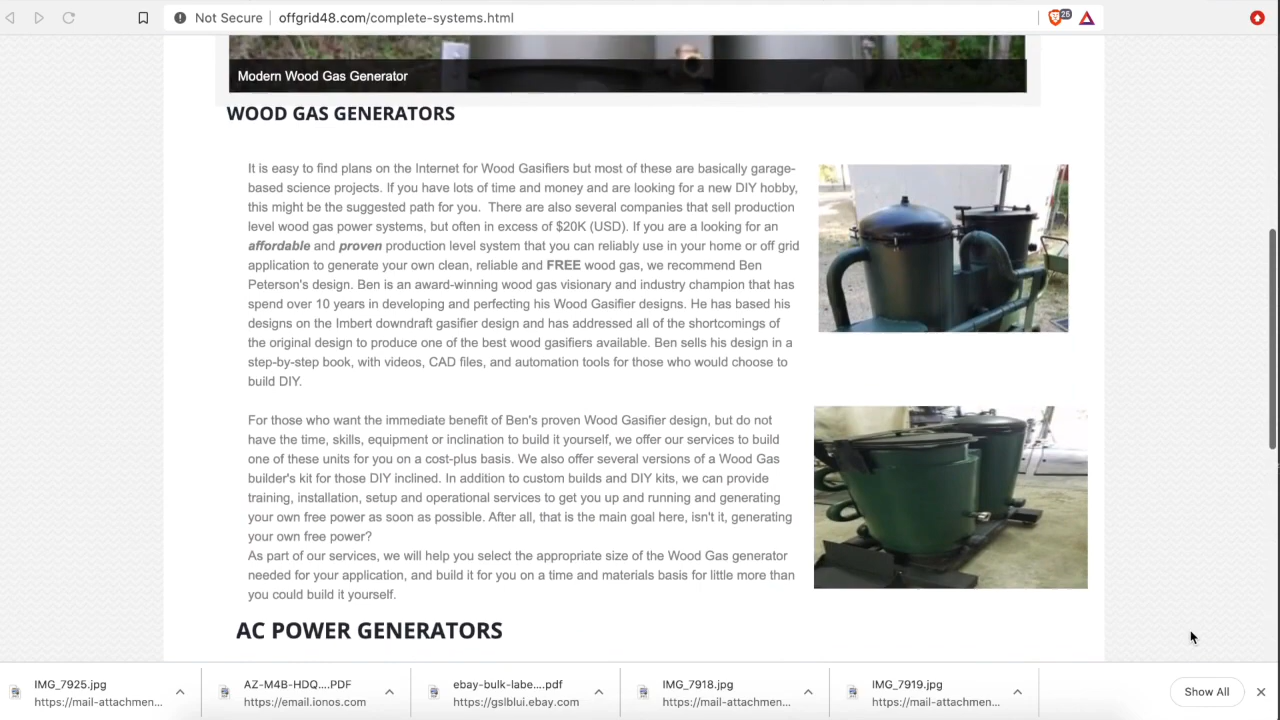 Not Secure
offgrid48.com/complete-systems.html
26
Modern Wood Gas Generator
WOOD GAS GENERATORS
It is easy to find plans on the Internet for Wood Gasifiers but most of these are basically garage-
based science projects. If you have lots of time and money and are looking for a new DIY hobby,
this might be the suggested path for you.  There are also several companies that sell production
level wood gas power systems, but often in excess of $20K (USD). If you are a looking for an
affordable and proven production level system that you can reliably use in your home or off grid
application to generate your own clean, reliable and FREE wood gas, we recommend Ben
Peterson's design. Ben is an award-winning wood gas visionary and industry champion that has
spend over 10 years in developing and perfecting his Wood Gasifier designs. He has based his
designs on the Imbert downdraft gasifier design and has addressed all of the shortcomings of
the original design to produce one of the best wood gasifiers available. Ben sells his design in a
step-by-step book, with videos, CAD files, and automation tools for those who would choose to
build DIY.
For those who want the immediate benefit of Ben's proven Wood Gasifier design, but do not
have the time, skills, equipment or inclination to build it yourself, we offer our services to build
one of these units for you on a cost-plus basis. We also offer several versions of a Wood Gas
builder's kit for those DIY inclined. In addition to custom builds and DIY kits, we can provide
training, installation, setup and operational services to get you up and running and generating
your own free power as soon as possible. After all, that is the main goal here, isn't it, generating
your own free power?
As part of our services, we will help you select the appropriate size of the Wood Gas generator
needed for your application, and build it for you on a time and materials basis for little more than
you could build it yourself.
AC POWER GENERATORS
IMG_7925.jpg
https://mail-attachmen...
AZ-M4B-HDQ....PDF
https://email.ionos.com
ebay-bulk-labe....pdf
https://gslblui.ebay.com
IMG_7918.jpg
https://mail-attachmen...
IMG_7919.jpg
https://mail-attachmen...
Show All